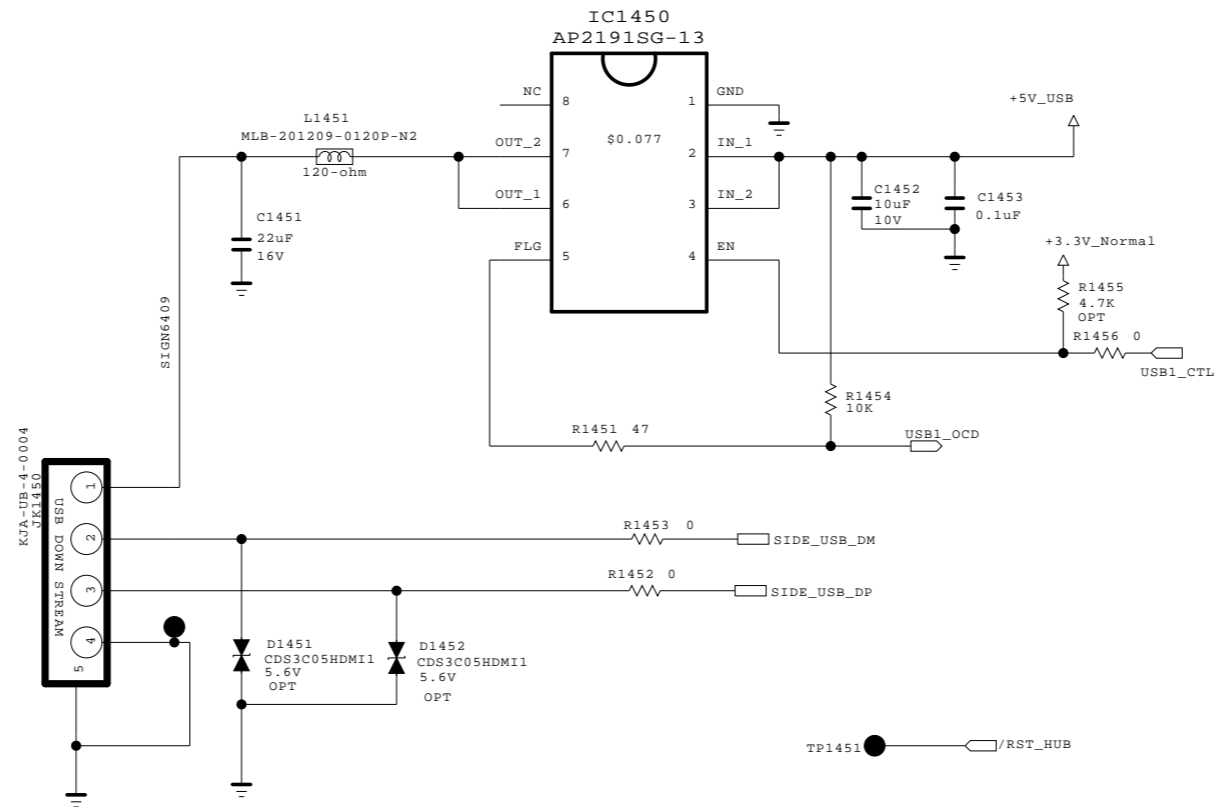 IC1450
AP2191SG-13
NC
8
1
GND
+5V_USB
L1451
MLB-201209-0120P-N2
120-ohm
OUT_2
7
$0.077
2
IN_1
OUT_1
6
3
IN_2
C1452
10uF
10V
C1453
0.1uF
C1451
22uF
16V
FLG
5
4
EN
+3.3V_Normal
R1455
4.7K
OPT
SIGN6409
R1456 0
USB1_CTL
R1454
10K
R1451 47
USB1_OCD
KJA-UB-4-0004
JK1450
USB DOWN STREAM
1
2
3
4
5
R1453 0
SIDE_USB_DM
R1452 0
SIDE_USB_DP
D1451
CDS3C05HDMI1
5.6V
OPT
D1452
CDS3C05HDMI1
5.6V
OPT
TP1451
/RST_HUB